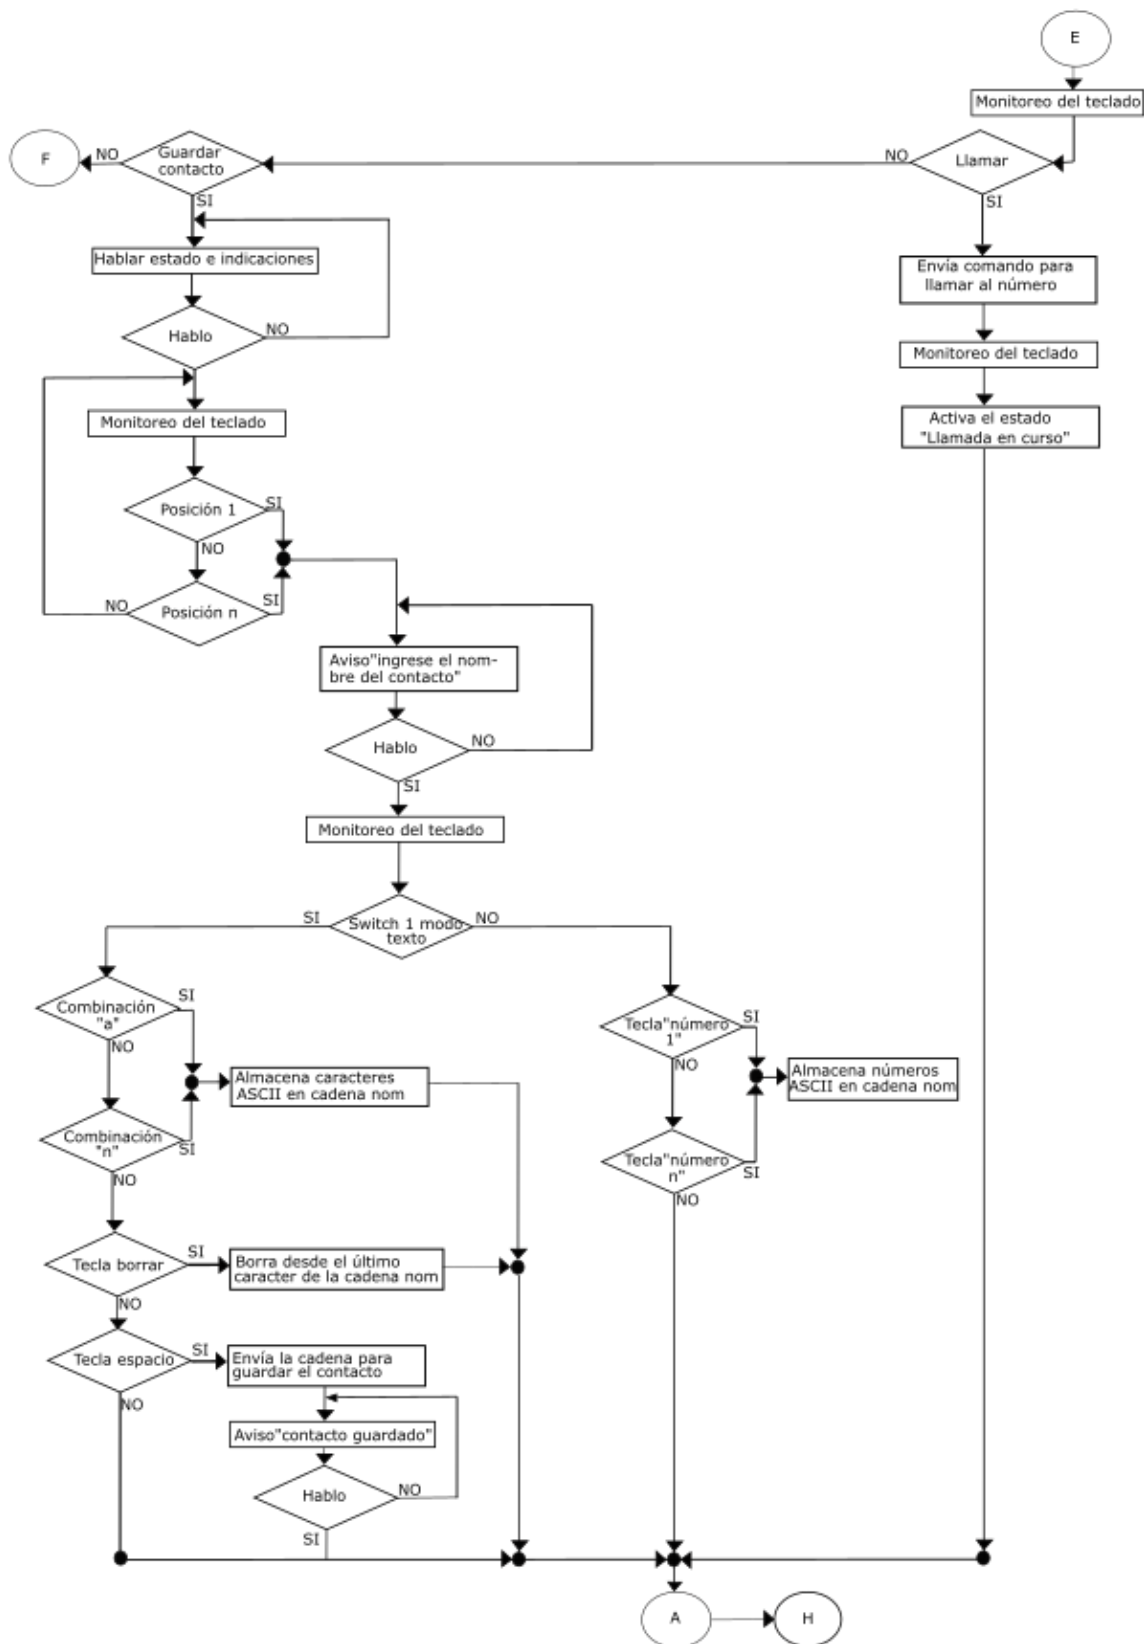 E
Monitoreo del teclado
Llamar
NO
SI
Guardar
contacto
NO
F
SI
Hablar estado e indicaciones
Hablo
NO
Envía comando para
llamar al número
Monitoreo del teclado
Activa el estado
"Llamada en curso"
Monitoreo del teclado
Posición 1
SI
NO
Posición n
SI
NO
Aviso"ingrese el nom-
bre del contacto"
Hablo
NO
SI
Monitoreo del teclado
Switch 1 modo
texto
SI
NO
Combinación
"a"
SI
NO
Almacena caracteres
ASCII en cadena nom
Combinación
"n"
SI
NO
Tecla"número
1"
SI
NO
Almacena números
ASCII en cadena nom
Tecla"número
n"
SI
NO
Tecla borrar
SI
NO
Borra desde el último
caracter de la cadena nom
Tecla espacio
SI
NO
Envía la cadena para
guardar el contacto
Aviso"contacto guardado"
Hablo
NO
SI
A
H